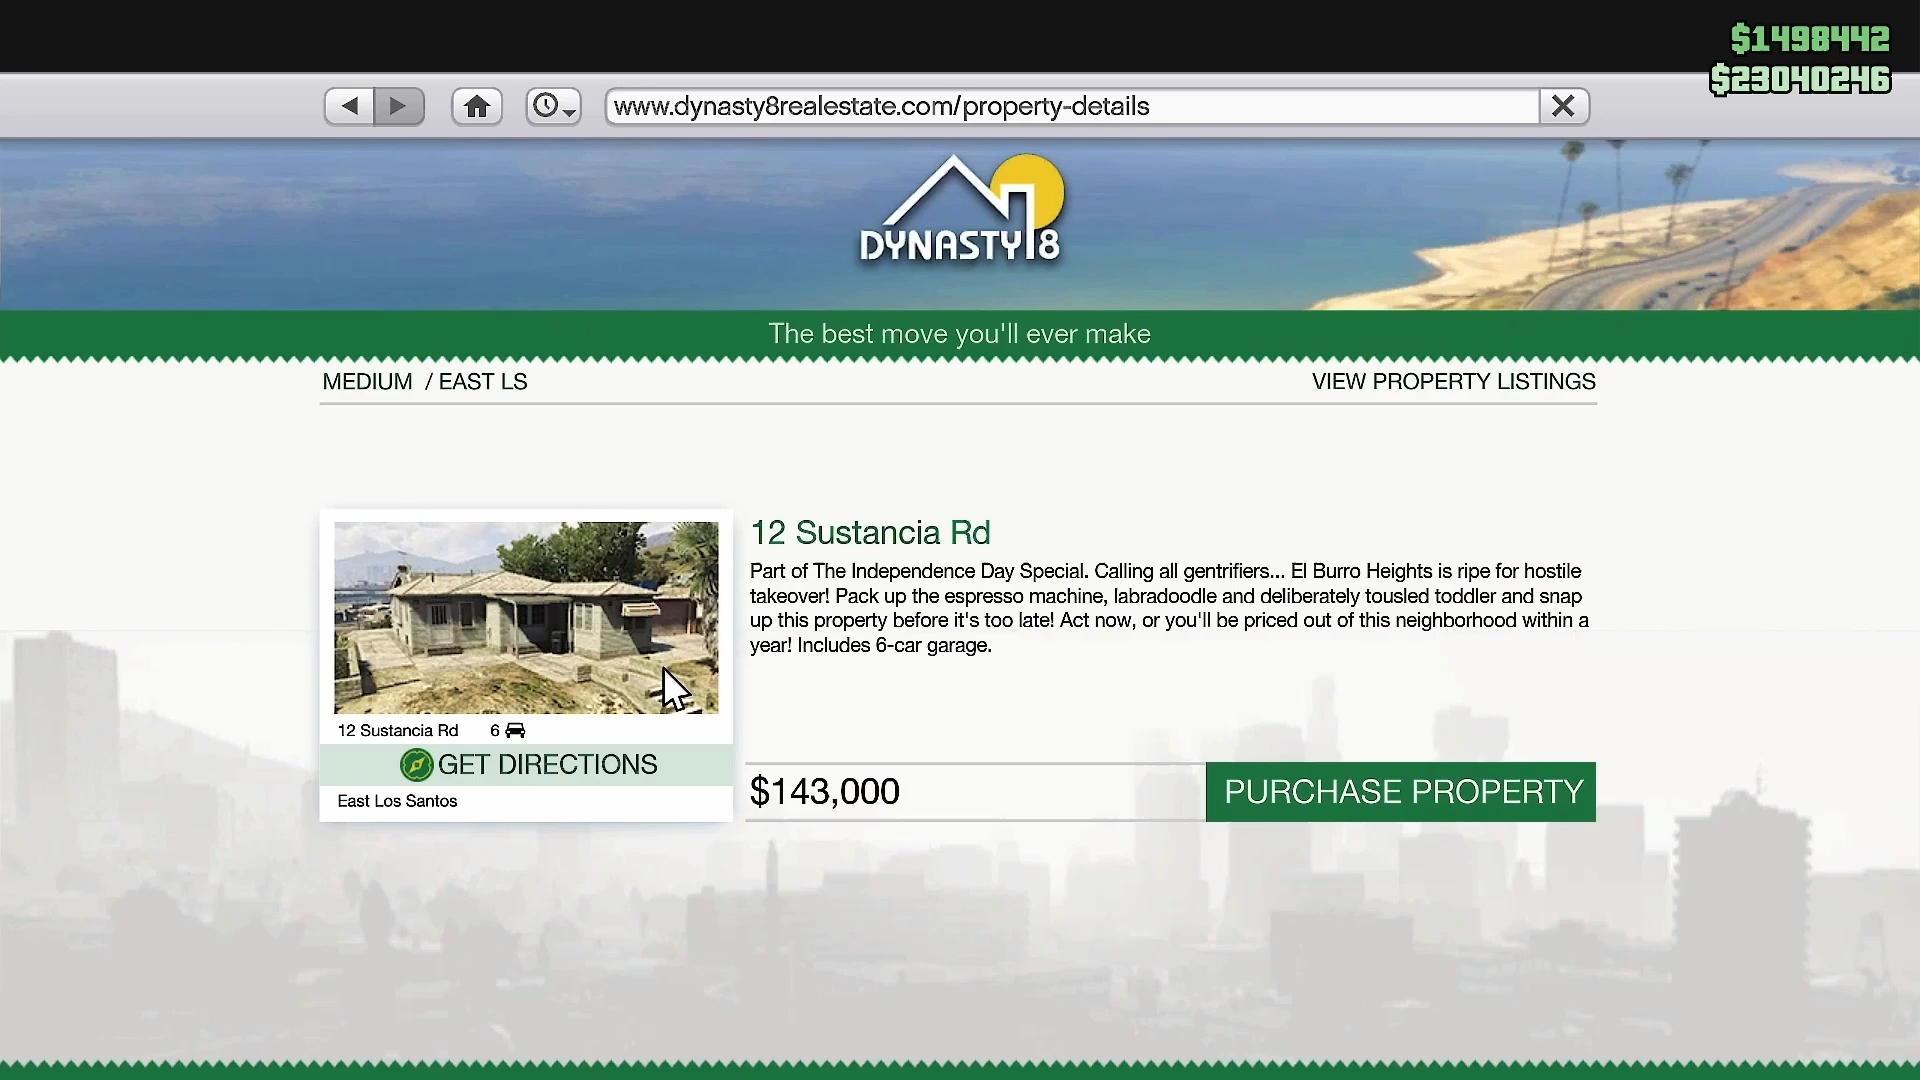 $1498442
$23040246
www.dynasty8realestate.com/property-details
DYNASTY 8
The best move you'll ever make
MEDIUM / EAST LS
VIEW PROPERTY LISTINGS
12 Sustancia Rd
Part of The Independence Day Special. Calling all gentrifiers... El Burro Heights is ripe for hostile
takeover! Pack up the espresso machine, labradoodle and deliberately tousled toddler and snap
up this property before it's too late! Act now, or you'll be priced out of this neighborhood within a
year! Includes 6-car garage.
12 Sustancia Rd 6
GET DIRECTIONS
East Los Santos
$143,000
PURCHASE PROPERTY